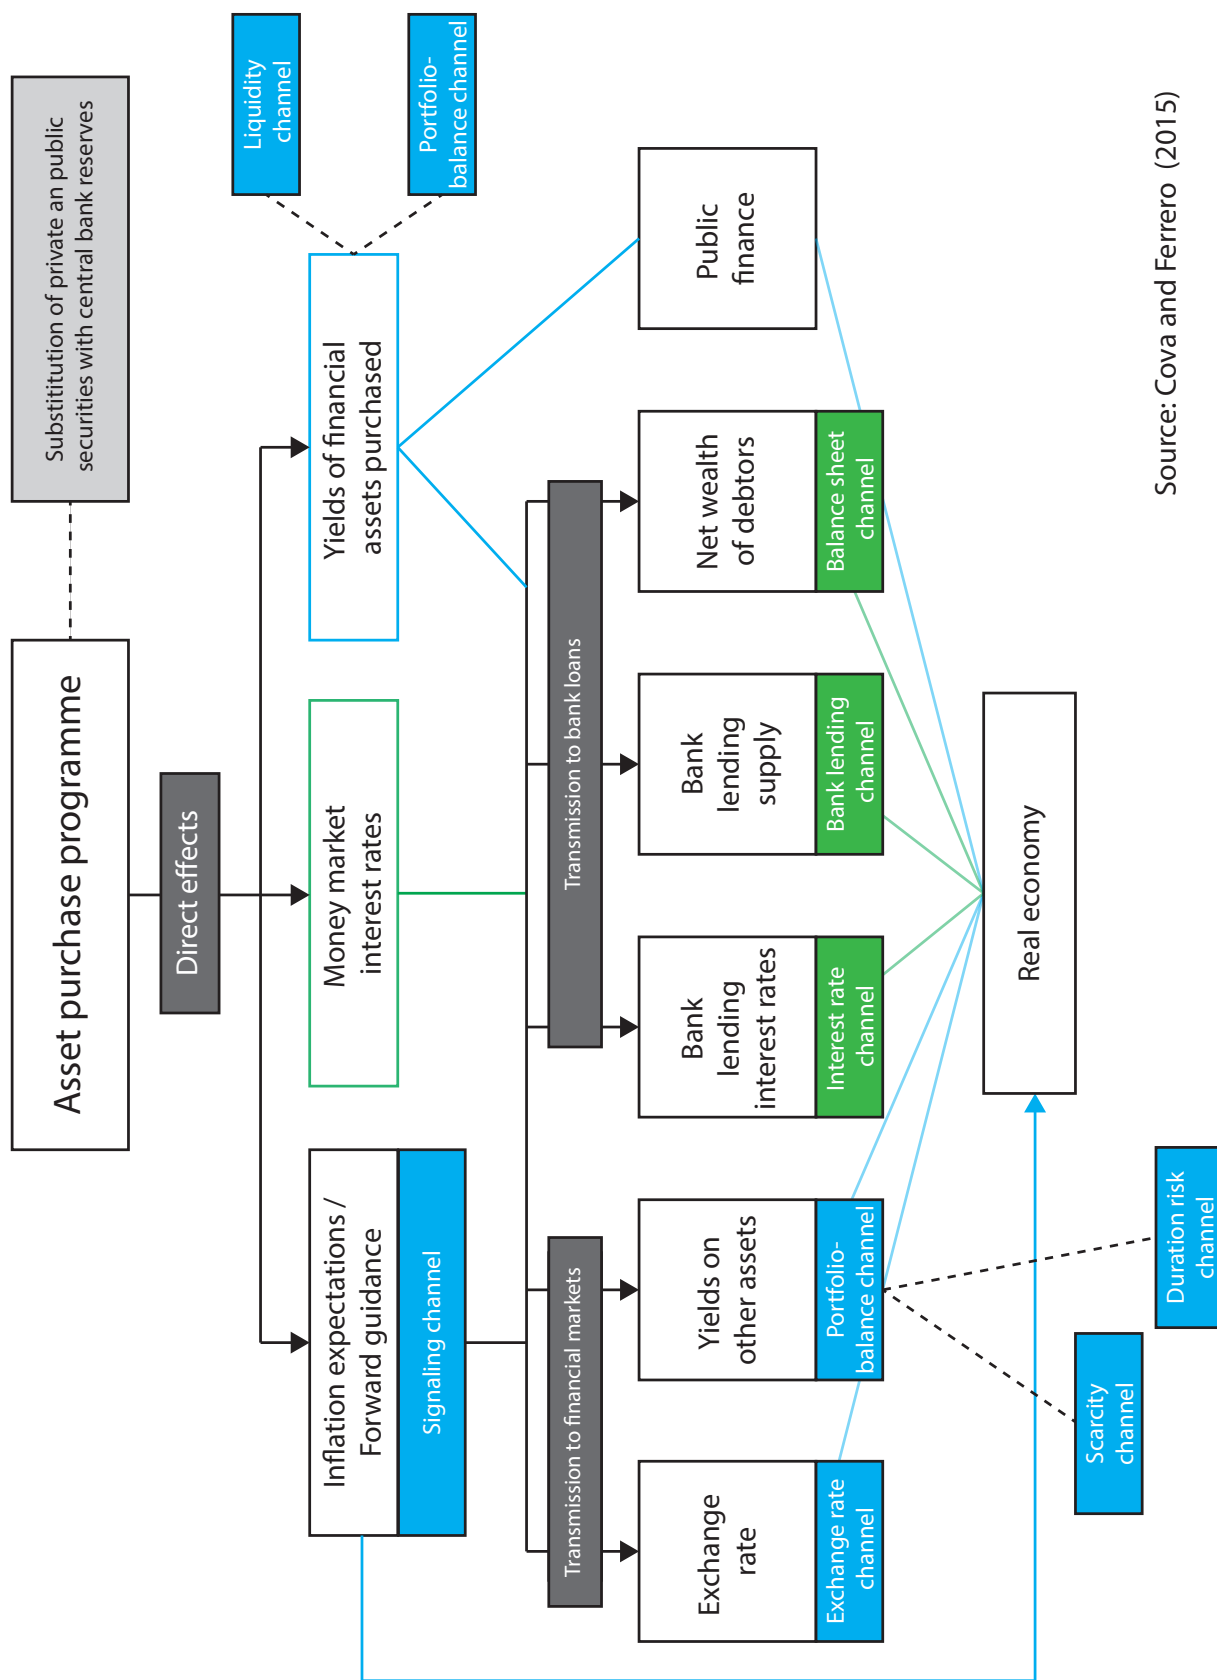 Asset purchase programme
Substitution of private an public
securities with central bank reserves
Direct effects
Inflation expectations /
Forward guidance
Signaling channel
Money market
interest rates
Yields of financial
assets purchased
Liquidity
channel
Portfolio-
balance channel
Transmission to financial markets
Transmission to bank loans
Exchange
rate
Exchange rate
channel
Yields on
other assets
Portfolio-
balance channel
Bank
lending
interest rates
Interest rate
channel
Bank
lending
supply
Bank lending
channel
Net wealth
of debtors
Balance sheet
channel
Public
finance
Real economy
Scarcity
channel
Duration risk
channel
Source: Cova and Ferrero (2015)